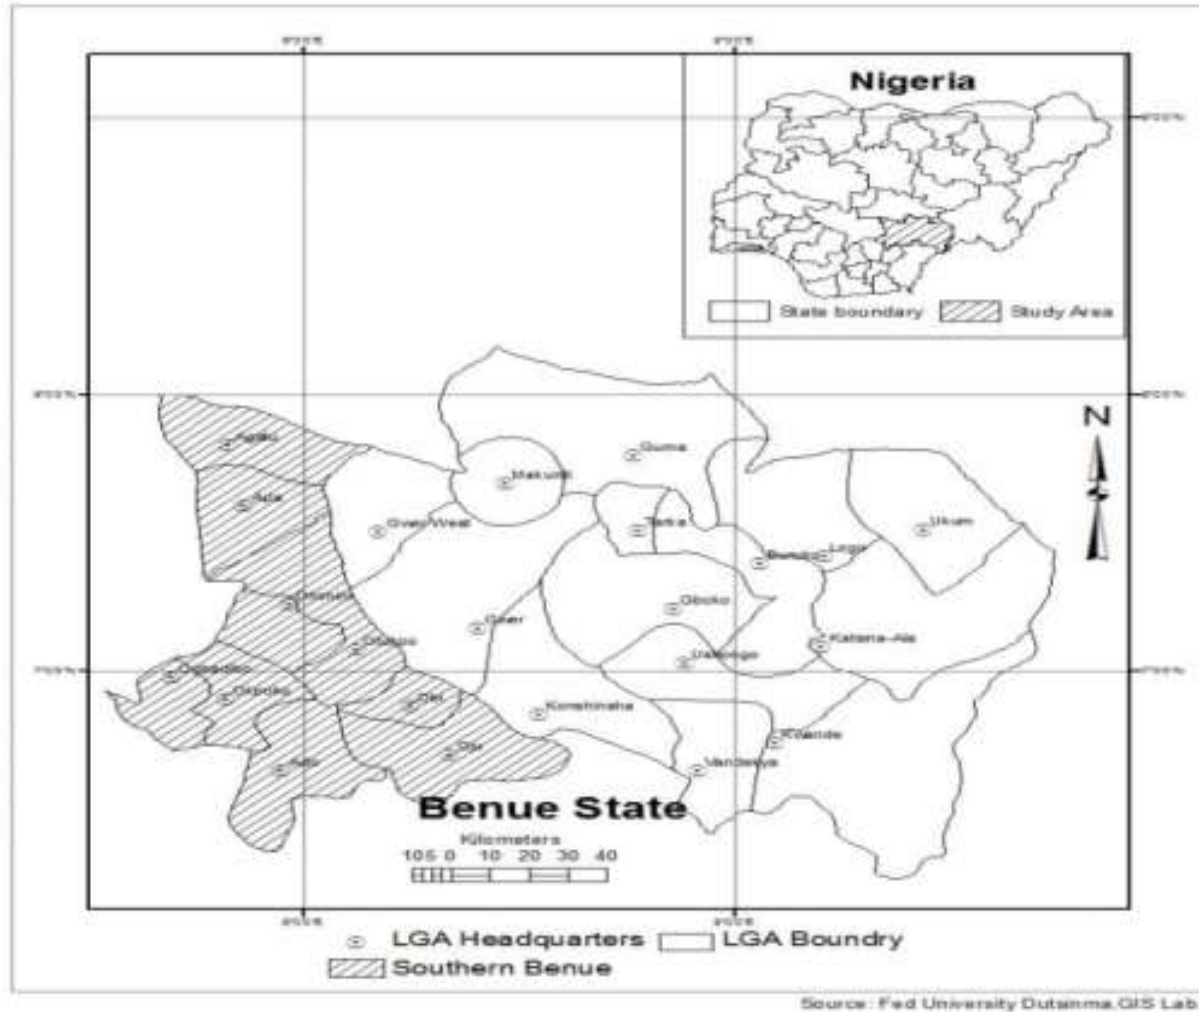 Nigeria
State boundary
Study Area
N
Agatu
Apa
Makurdi
Guma
Gwer West
Tarka
Buruku
Logo
Ukum
Gboko
Gwer
Katsina-Ala
Ushongo
Otukpo
Ogbadibo
Okpokwu
Obi
Konshisha
Oju
Ado
Kwande
Vandeikya
Benue State
Kilometers
10 5 0 10 20 30 40
LGA Headquarters
LGA Boundry
Southern Benue
Source: Fed University Dutsinma, GIS Lab